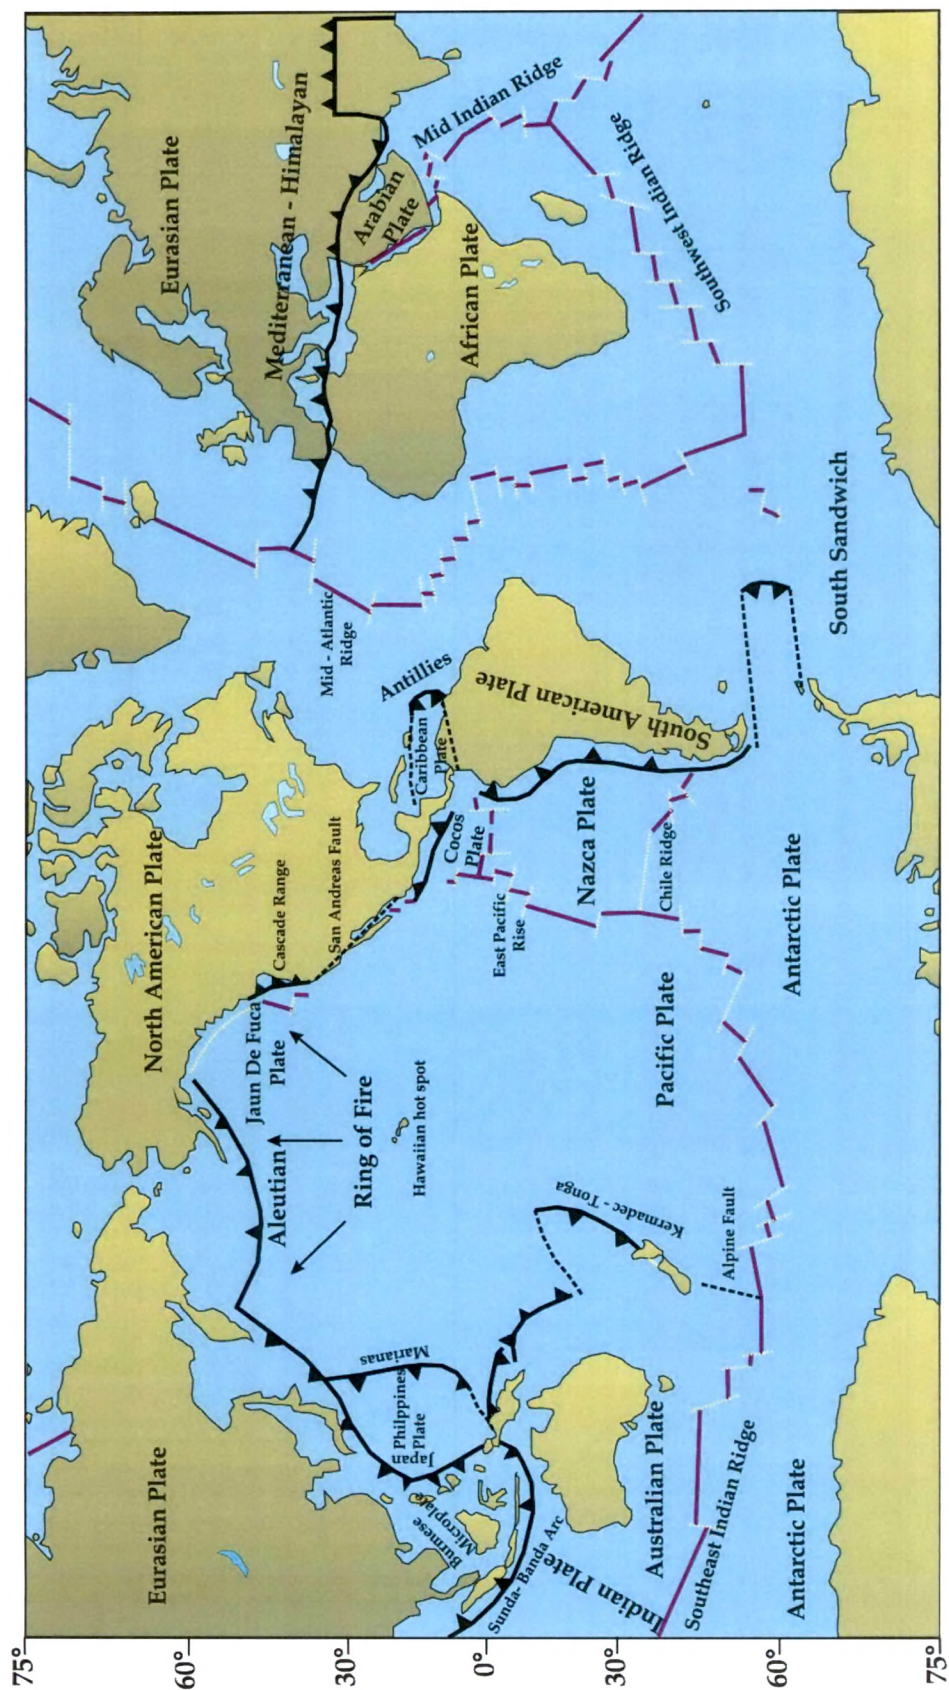 75°
60°
30°
0°
30°
60°
75°
Eurasian Plate
North American Plate
Eurasian Plate
Mediterranean - Himalayan
Jaun De Fuca
Plate
Cascade Range
San Andreas Fault
Aleutian
Ring of Fire
Hawaiian hot spot
Mid - Atlantic
Ridge
Antillies
Caribbean
Plate
Arabian
Plate
Mid Indian Ridge
Marianas
Philppines
Plate
Japan
Burmese
Microplate
Sunda- Banda Arc
Indian Plate
Cocos
Plate
East Pacific
Rise
African Plate
South American Plate
Nazca Plate
Kermadec - Tonga
Southwest Indian Ridge
Australian Plate
Pacific Plate
Chile Ridge
Alpine Fault
Southeast Indian Ridge
Antarctic Plate
Antarctic Plate
South Sandwich